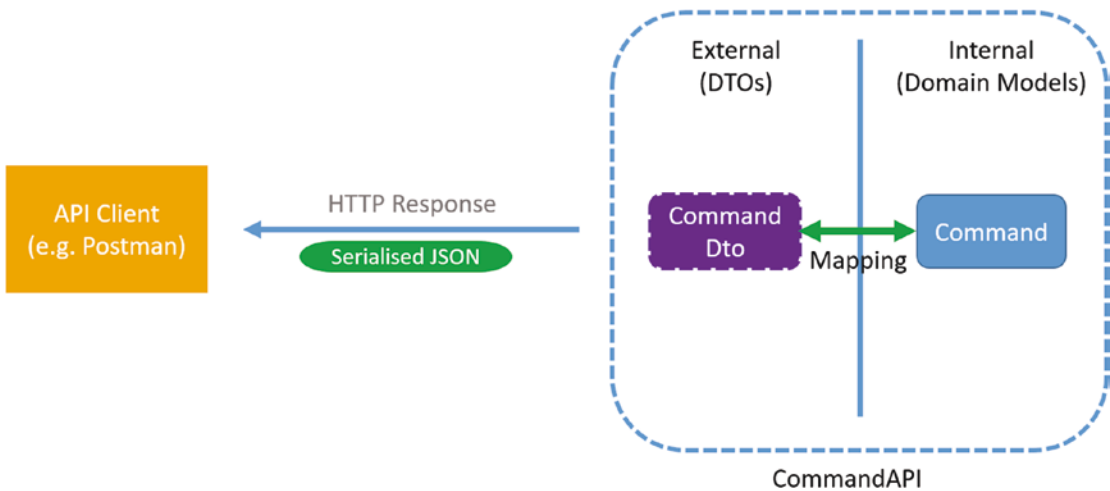 External
(DTOs)
Internal
(Domain Models)
API Client
(e.g. Postman)
HTTP Response
Serialised JSON
Command
Dto
Mapping
Command
CommandAPI